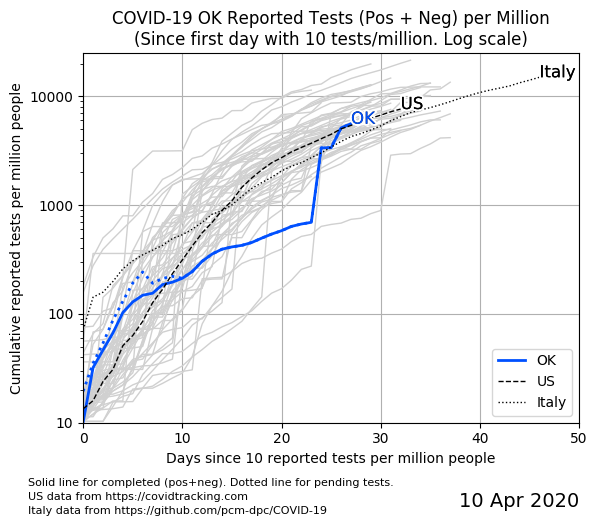 COVID-19 OK Reported Tests (Pos + Neg) per Million
(Since first day with 10 tests/million. Log scale)
Cumulative reported tests per million people
10000
1000
100
10
Italy
US
OK
OK
US
Italy
0
10
20
30
40
50
Days since 10 reported tests per million people
Solid line for completed (pos+neg). Dotted line for pending tests.
US data from https://covidtracking.com
Italy data from https://github.com/pcm-dpc/COVID-19
10 Apr 2020